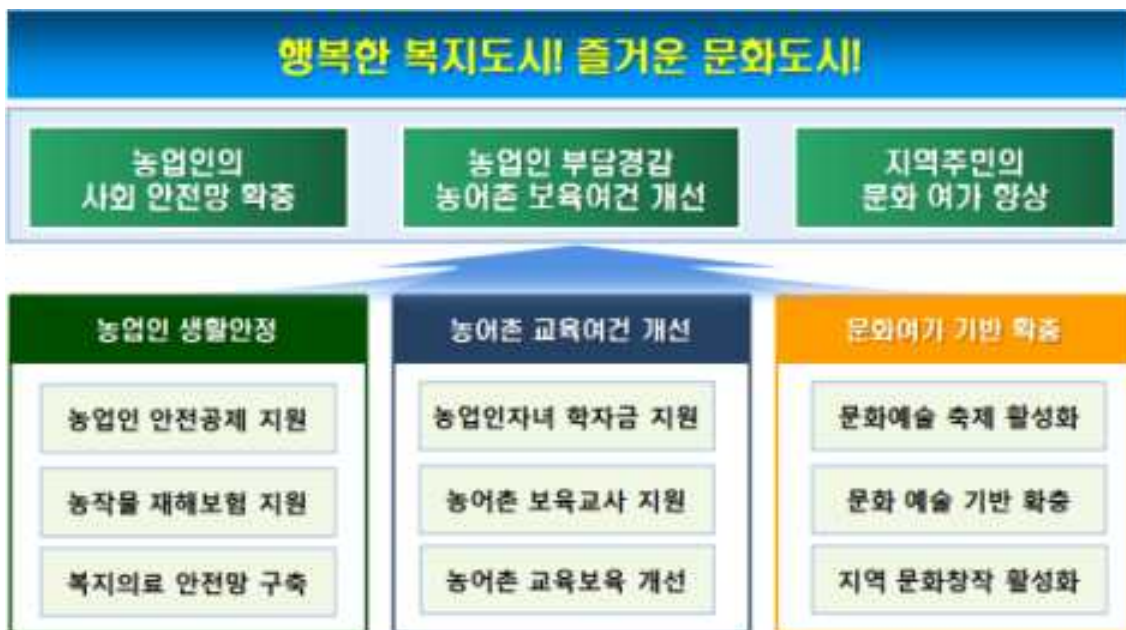 행복한 복지도시! 즐거운 문화도시!
농업인의
사회 안전망 확충
농업인 부담경감
농어촌 보육여건 개선
지역주민의
문화 여가 향상
농업인 생활안정
농업인 안전공제 지원
농작물 재해보험 지원
복지의료 안전망 구축
농어촌 교육여건 개선
농업인자녀 학자금 지원
농어촌 보육교사 지원
농어촌 교육보육 개선
문화여가 기반 확충
문화예술 축제 활성화
문화 예술 기반 확충
지역 문화창작 활성화